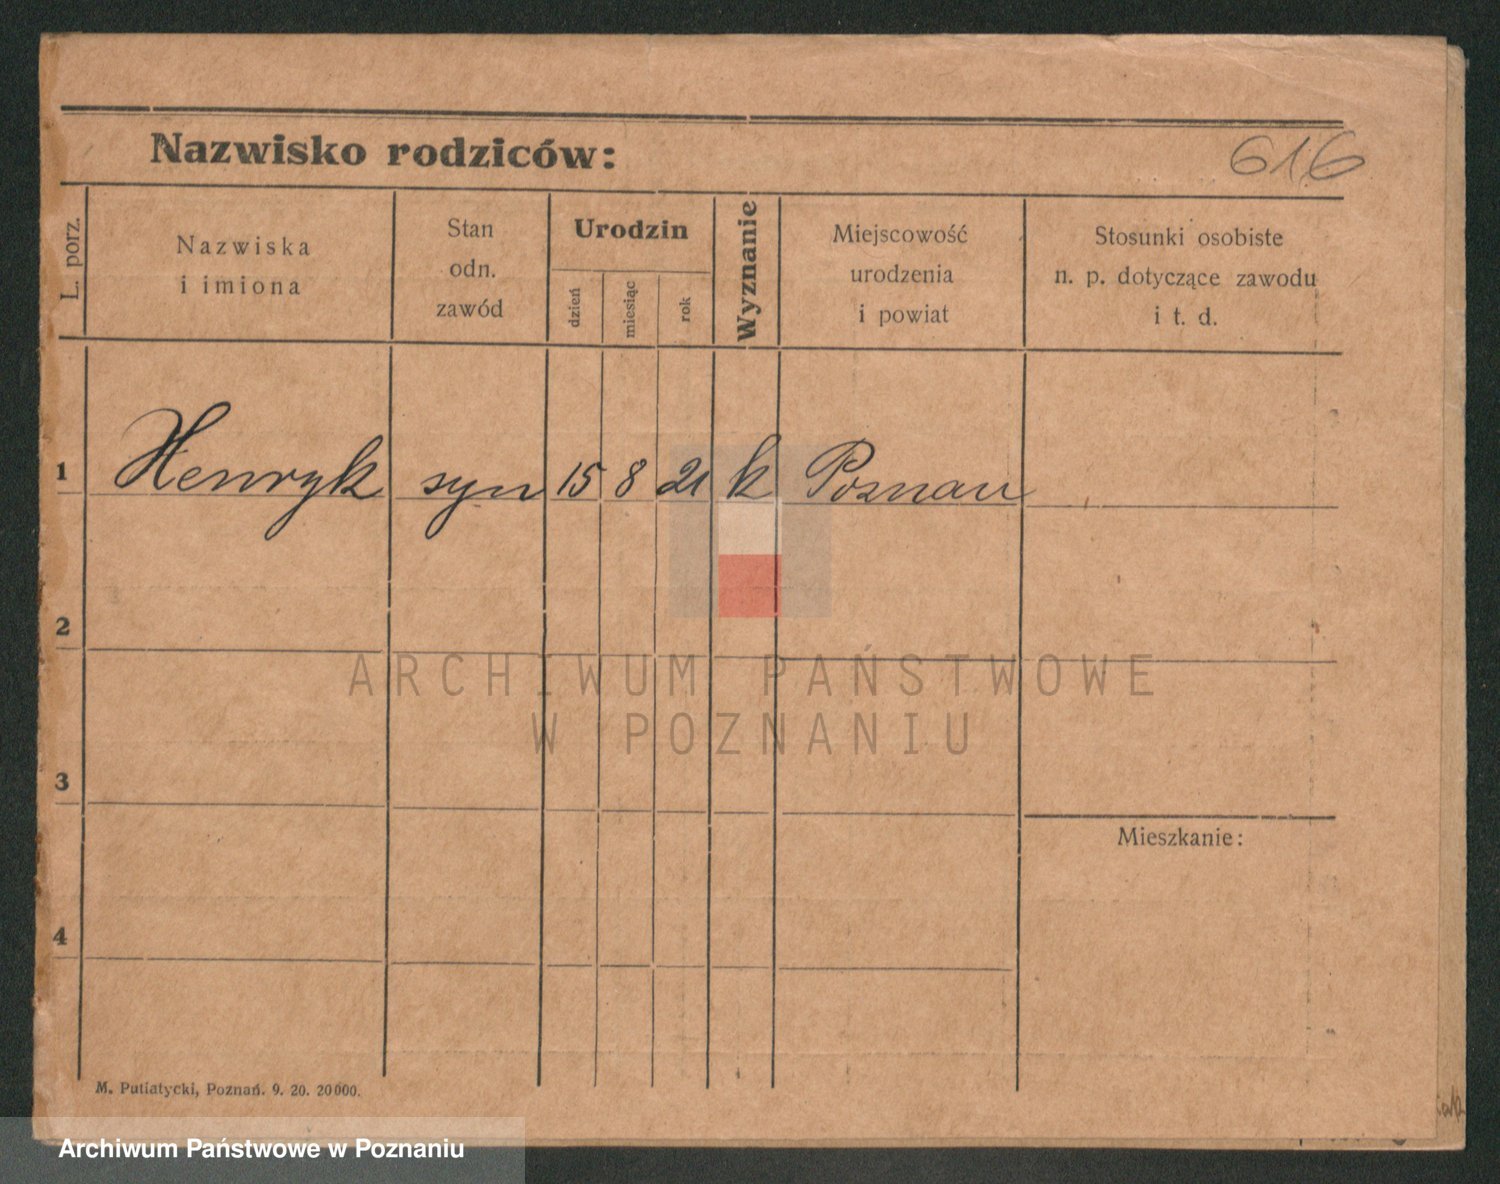 Nazwisko rodziców:
616
L. porz.
Nazwiska
i imiona
Stan
odn.
zawód
Urodzin
dzień
miesiąc
rok
Wyznanie
Miejscowość
urodzenia
i powiat
Stosunki osobiste
n. p. dotyczące zawodu
i t. d.
1 Henryk syn 15 8 21 k Poznan
2
ARCHIWUM PAŃSTWOWE
W POZNANIU
3
Mieszkanie:
4
M. Putiatycki, Poznań. 9. 20. 20000.
Archiwum Państwowe w Poznaniu